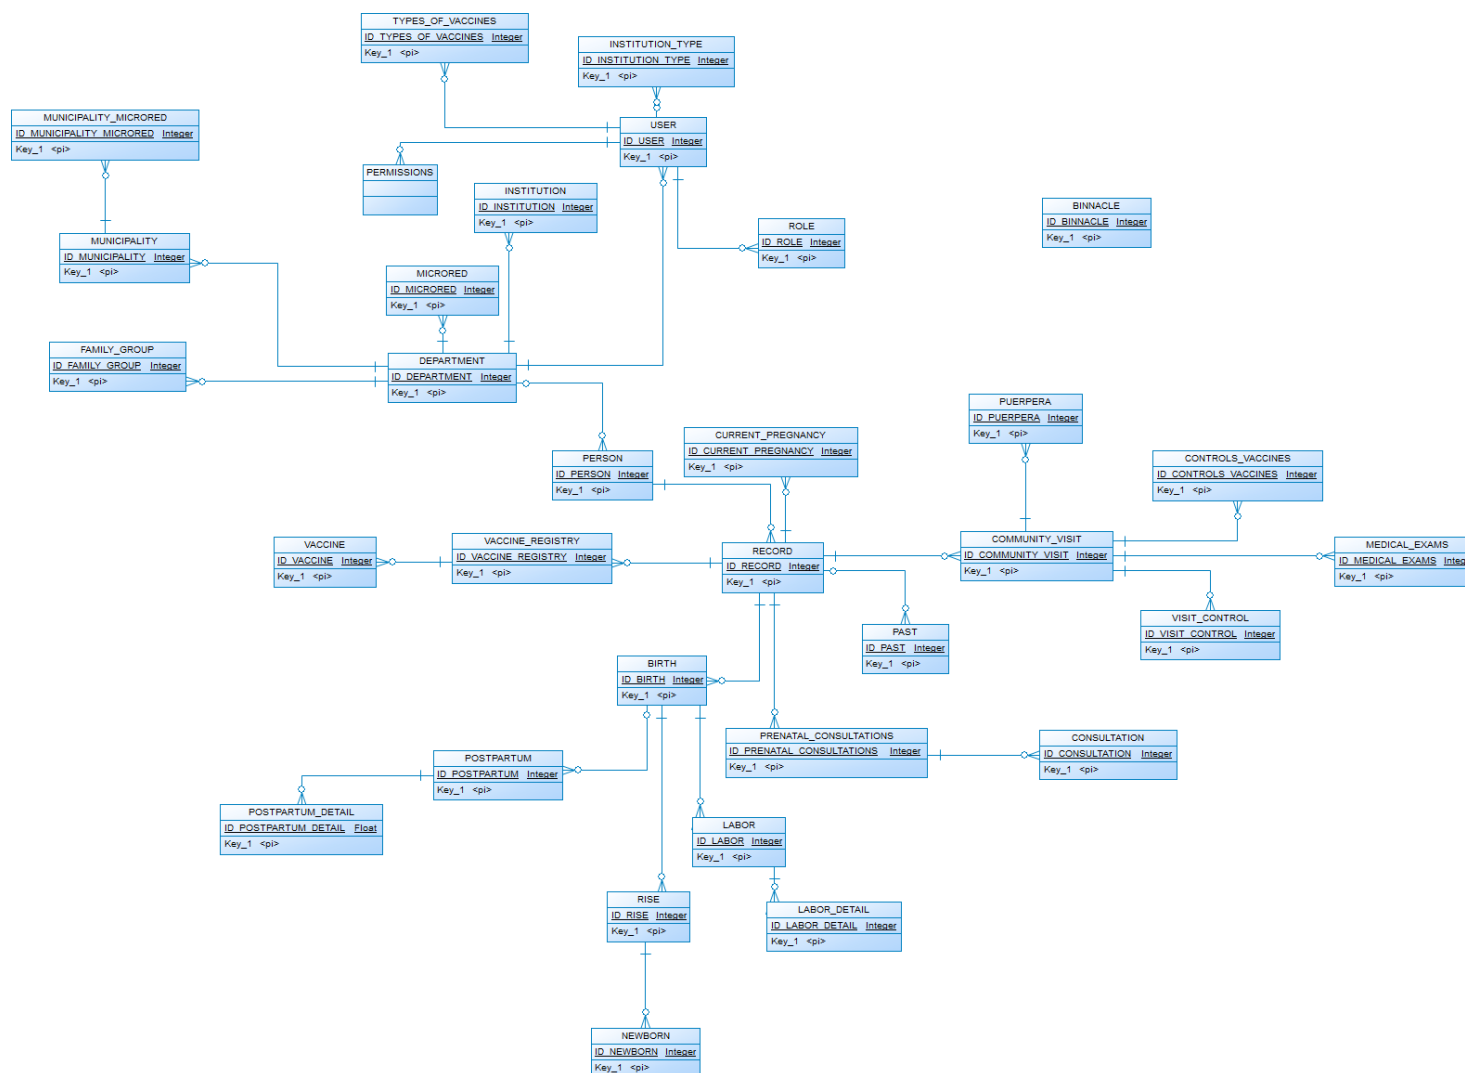 TYPES_OF_VACCINES
ID_TYPES_OF_VACCINES Integer
Key_1 <pi>
INSTITUTION_TYPE
ID_INSTITUTION_TYPE Integer
Key_1 <pi>
MUNICIPALITY_MICRORED
ID_MUNICIPALITY_MICRORED Integer
Key_1 <pi>
USER
ID_USER Integer
Key_1 <pi>
PERMISSIONS
INSTITUTION
ID_INSTITUTION Integer
Key_1 <pi>
BINNACLE
ID_BINNACLE Integer
Key_1 <pi>
ROLE
ID_ROLE Integer
Key_1 <pi>
MUNICIPALITY
ID_MUNICIPALITY Integer
Key_1 <pi>
MICRORED
ID_MICRORED Integer
Key_1 <pi>
FAMILY_GROUP
ID_FAMILY_GROUP Integer
Key_1 <pi>
DEPARTMENT
ID_DEPARTMENT Integer
Key_1 <pi>
PUERPERA
ID_PUERPERA Integer
Key_1 <pi>
CURRENT_PREGNANCY
ID_CURRENT_PREGNANCY Integer
Key_1 <pi>
PERSON
ID_PERSON Integer
Key_1 <pi>
CONTROLS_VACCINES
ID_CONTROLS_VACCINES Integer
Key_1 <pi>
VACCINE
ID_VACCINE Integer
Key_1 <pi>
VACCINE_REGISTRY
ID_VACCINE_REGISTRY Integer
Key_1 <pi>
RECORD
ID_RECORD Integer
Key_1 <pi>
COMMUNITY_VISIT
ID_COMMUNITY_VISIT Integer
Key_1 <pi>
MEDICAL_EXAMS
ID_MEDICAL_EXAMS Integ
Key_1 <pi>
VISIT_CONTROL
ID_VISIT_CONTROL Integer
Key_1 <pi>
PAST
ID_PAST Integer
Key_1 <pi>
BIRTH
ID_BIRTH Integer
Key_1 <pi>
PRENATAL_CONSULTATIONS
ID_PRENATAL_CONSULTATIONS Integer
Key_1 <pi>
CONSULTATION
ID_CONSULTATION Integer
Key_1 <pi>
POSTPARTUM
ID_POSTPARTUM Integer
Key_1 <pi>
POSTPARTUM_DETAIL
ID_POSTPARTUM_DETAIL Float
Key_1 <pi>
LABOR
ID_LABOR Integer
Key_1 <pi>
RISE
ID_RISE Integer
Key_1 <pi>
LABOR_DETAIL
ID_LABOR_DETAIL Integer
Key_1 <pi>
NEWBORN
ID_NEWBORN Integer
Key_1 <pi>